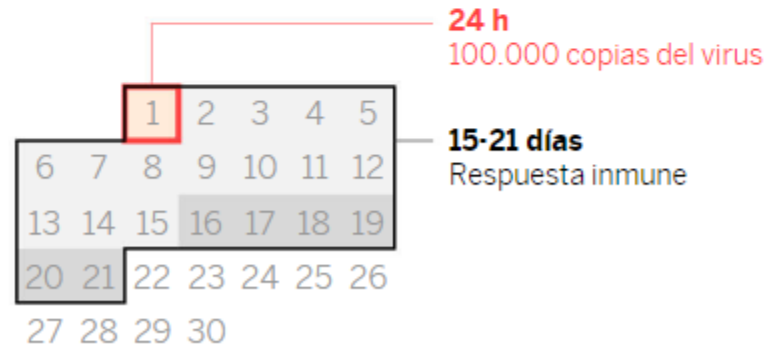 24 h
100.000 copias del virus
1 2 3 4 5
15-21 días
Respuesta inmune
6 7 8 9 10 11 12
13 14 15 16 17 18 19
20 21 22 23 24 25 26
27 28 29 30